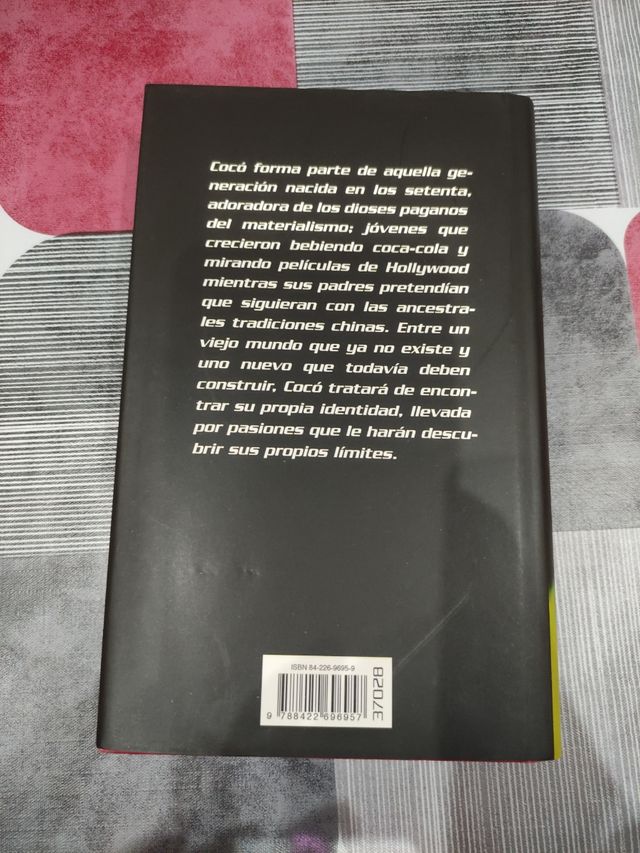 Cocó forma parte de aquella ge-
neración nacida en los setenta,
adoradora de los dioses paganos
del materialismo; jóvenes que
crecieron bebiendo coca-cola y
mirando películas de Hollywood
mientras sus padres pretendían
que siguieran con las ancestra-
les tradiciones chinas. Entre un
viejo mundo que ya no existe y
uno nuevo que todavía deben
construir, Cocó tratará de encon-
trar su propia identidad, llevada
por pasiones que le harán descu-
brir sus propios límites.
ISBN 84-226-9695-9
9 788422 696957
37028